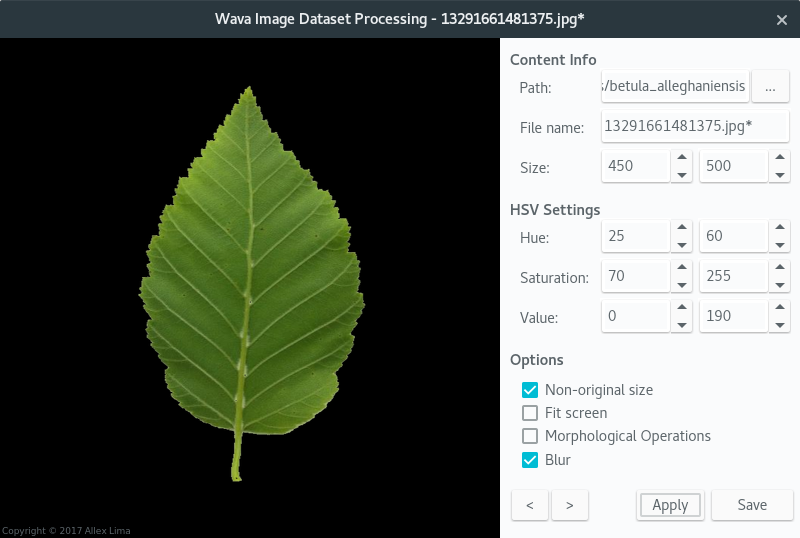 Wava Image Dataset Processing - 13291661481375.jpg*
Content Info
Path: s/betula_alleghaniensis ...
File name: 13291661481375.jpg*
Size: 450 500
HSV Settings
Hue: 25 60
Saturation: 70 255
Value: 0 190
Options
Non-original size
Fit screen
Morphological Operations
Blur
< > Apply Save
Copyright © 2017 Allex Lima